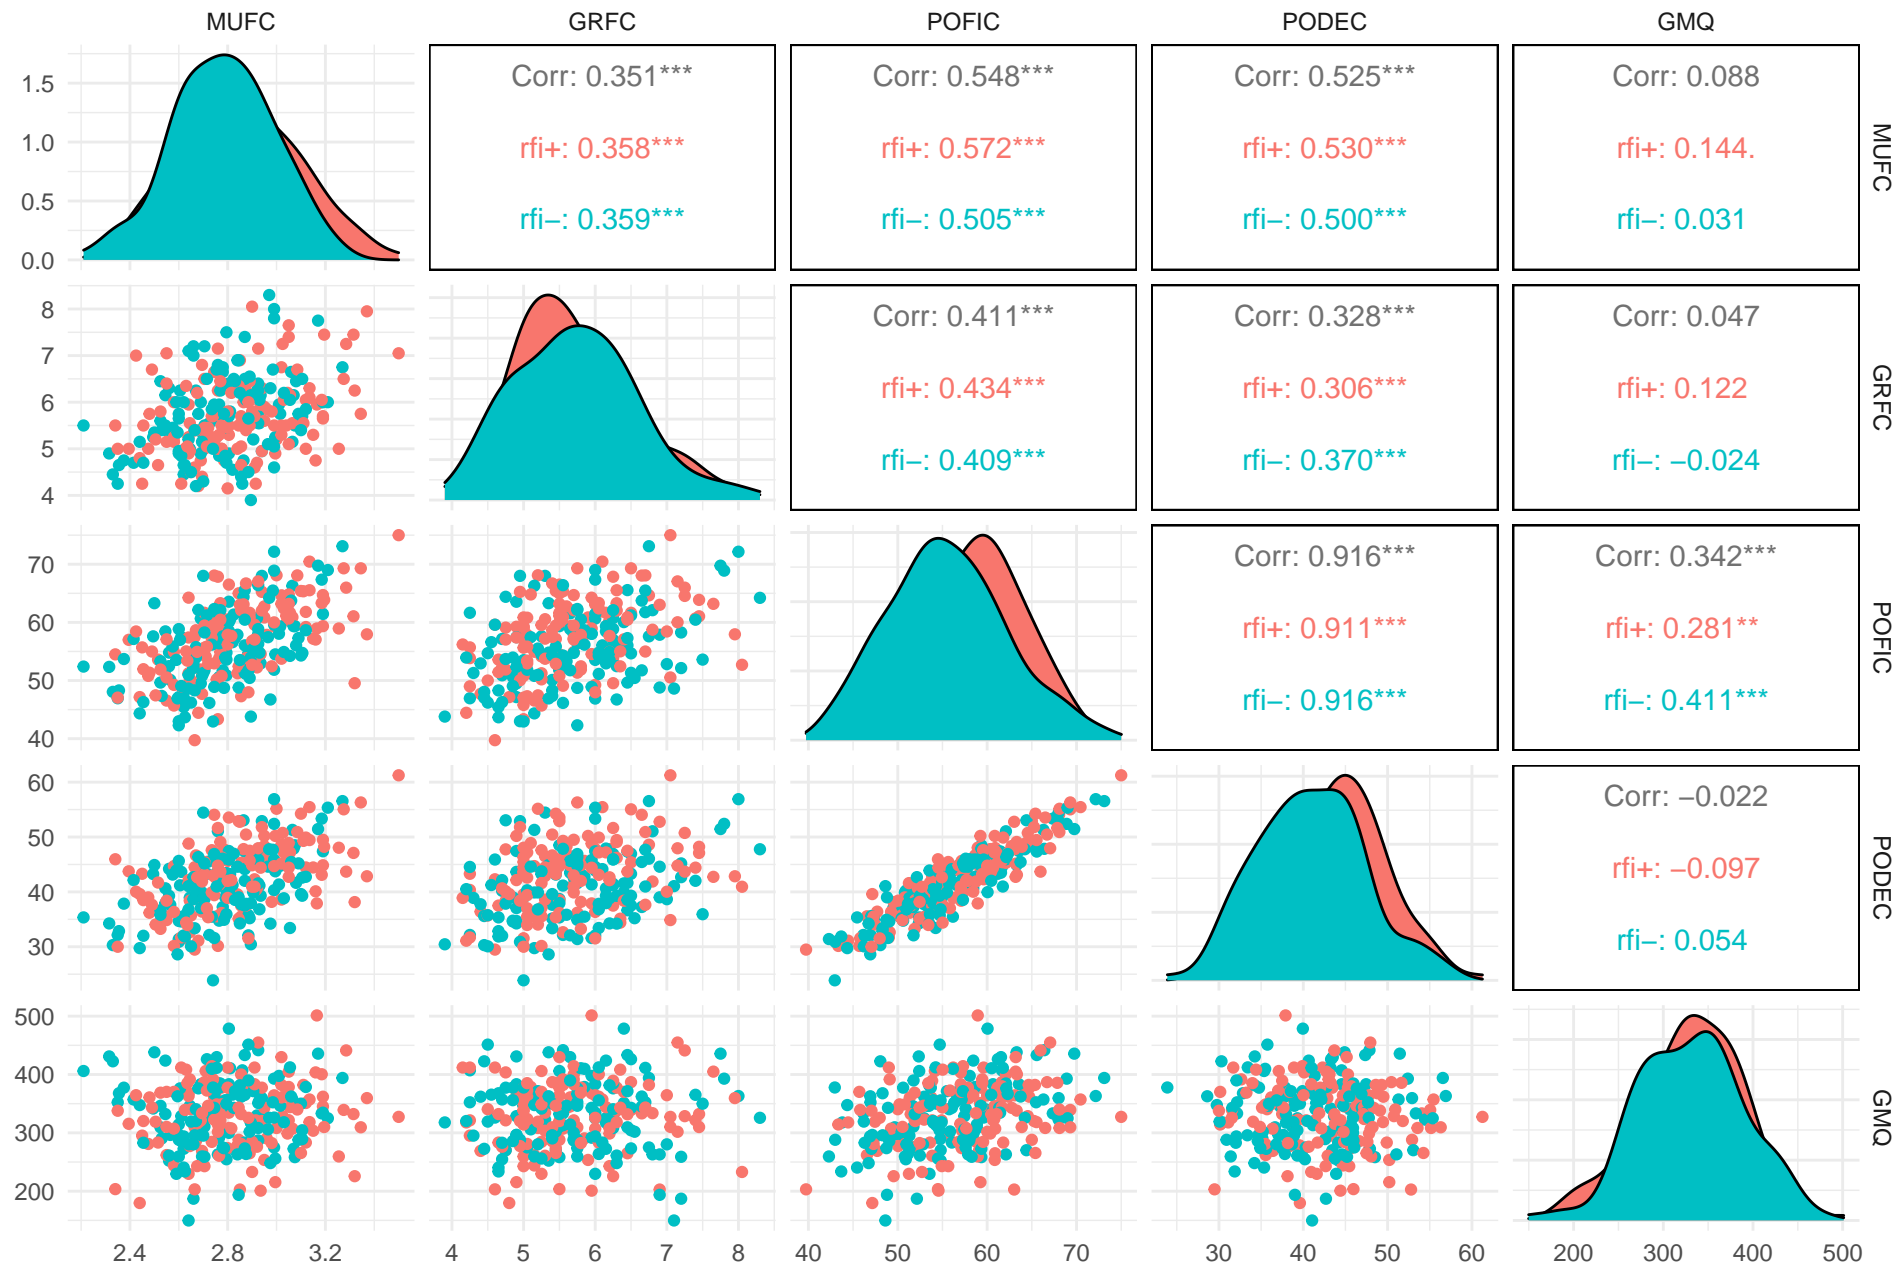 MUFC GRFC POFIC PODEC GMQ
1.5
1.0
0.5
0.0
Corr: 0.351***
rfi+: 0.358***
rfi−: 0.359***
Corr: 0.548***
rfi+: 0.572***
rfi−: 0.505***
Corr: 0.525***
rfi+: 0.530***
rfi−: 0.500***
Corr: 0.088
rfi+: 0.144.
rfi−: 0.031
MUFC
8
7
6
5
4
Corr: 0.411***
rfi+: 0.434***
rfi−: 0.409***
Corr: 0.328***
rfi+: 0.306***
rfi−: 0.370***
Corr: 0.047
rfi+: 0.122
rfi−: −0.024
GRFC
70
60
50
40
Corr: 0.916***
rfi+: 0.911***
rfi−: 0.916***
Corr: 0.342***
rfi+: 0.281**
rfi−: 0.411***
POFIC
60
50
40
30
Corr: −0.022
rfi+: −0.097
rfi−: 0.054
PODEC
500
400
300
200
GMQ
2.4 2.8 3.2 4 5 6 7 8 40 50 60 70 30 40 50 60 200 300 400 500